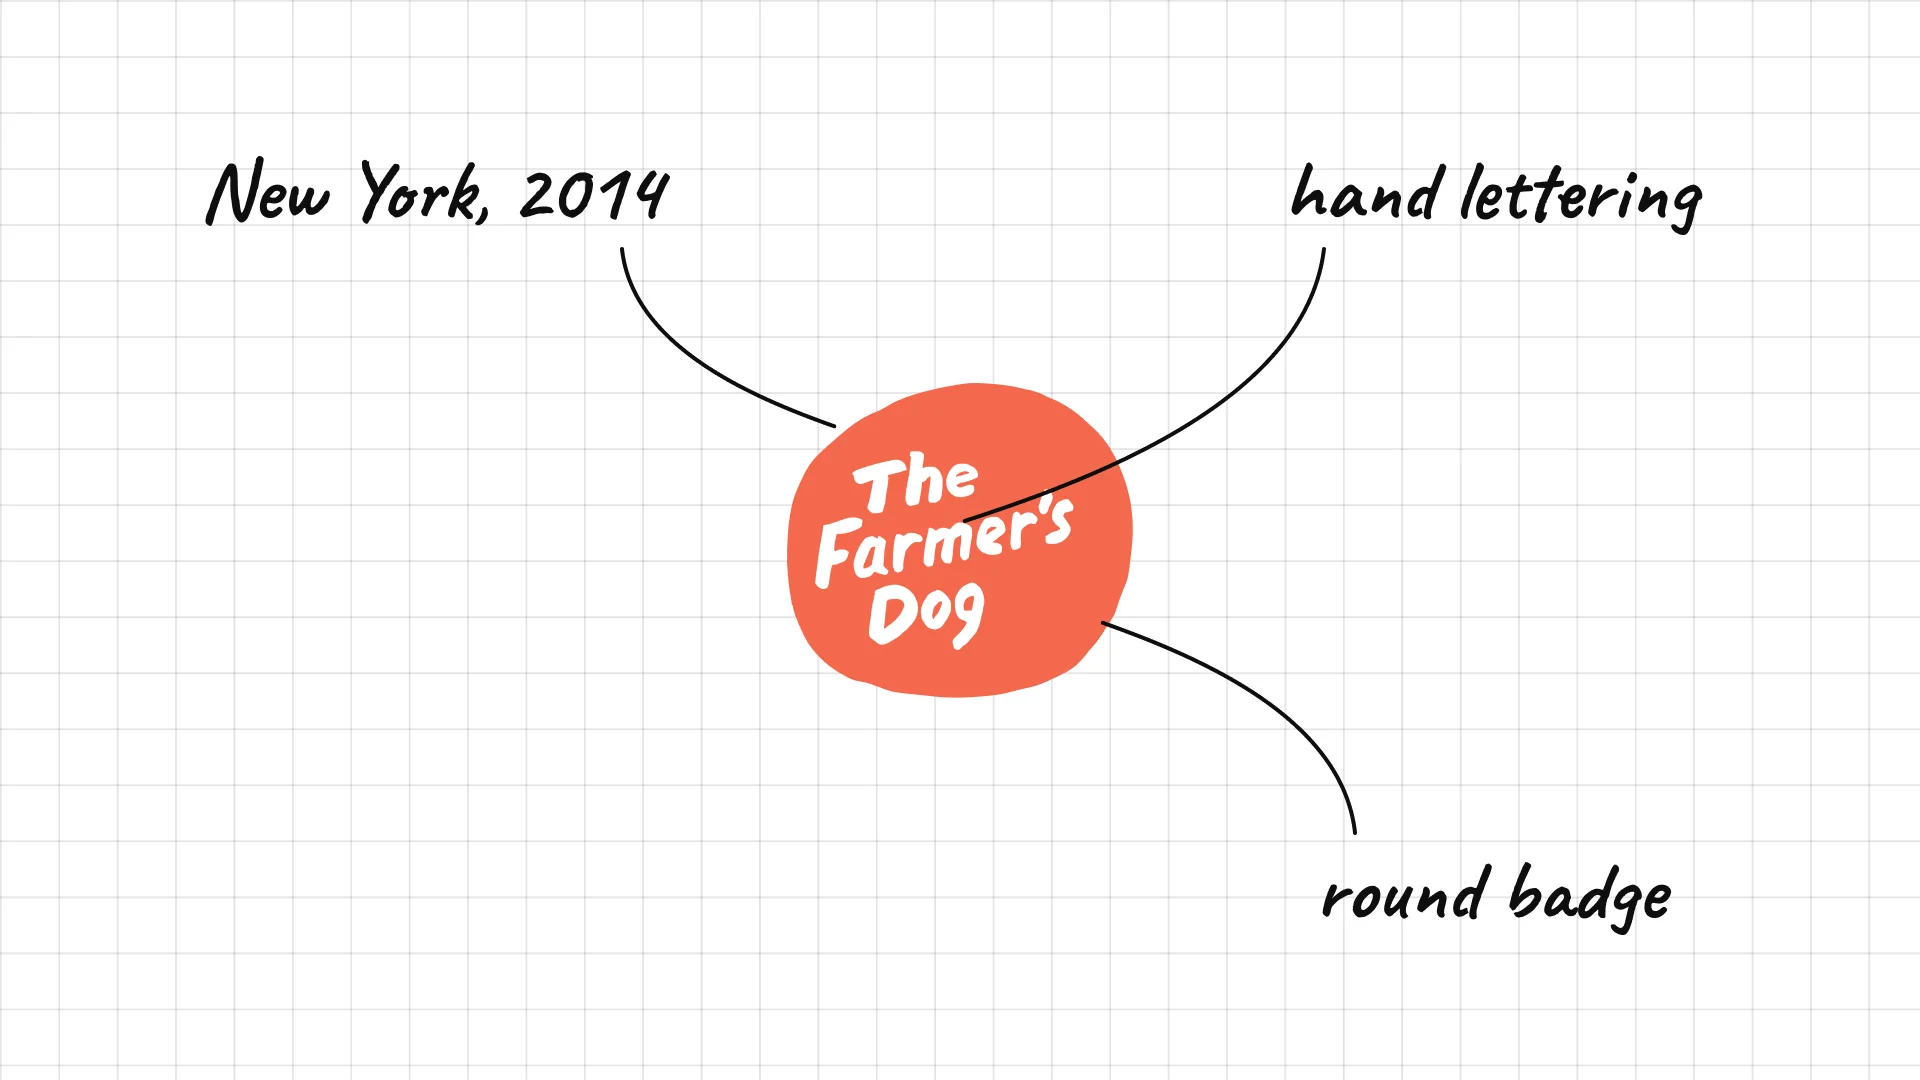 New York, 2014
hand lettering
The
Farmer's
Dog
round badge